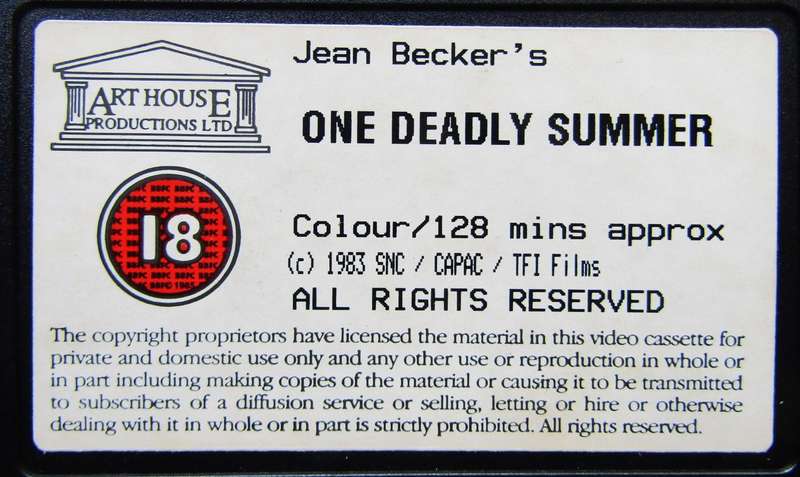 Jean Becker's
ART HOUSE
PRODUCTIONS LTD
ONE DEADLY SUMMER
18
Colour/128 mins approx
(c) 1983 SNC / CAPAC / TFI Films
ALL RIGHTS RESERVED
The copyright proprietors have licensed the material in this video cassette for
private and domestic use only and any other use or reproduction in whole or
in part including making copies of the material or causing it to be transmitted
to subscribers of a diffusion service or selling, letting or hire or otherwise
dealing with it in whole or in part is strictly prohibited. All rights reserved.